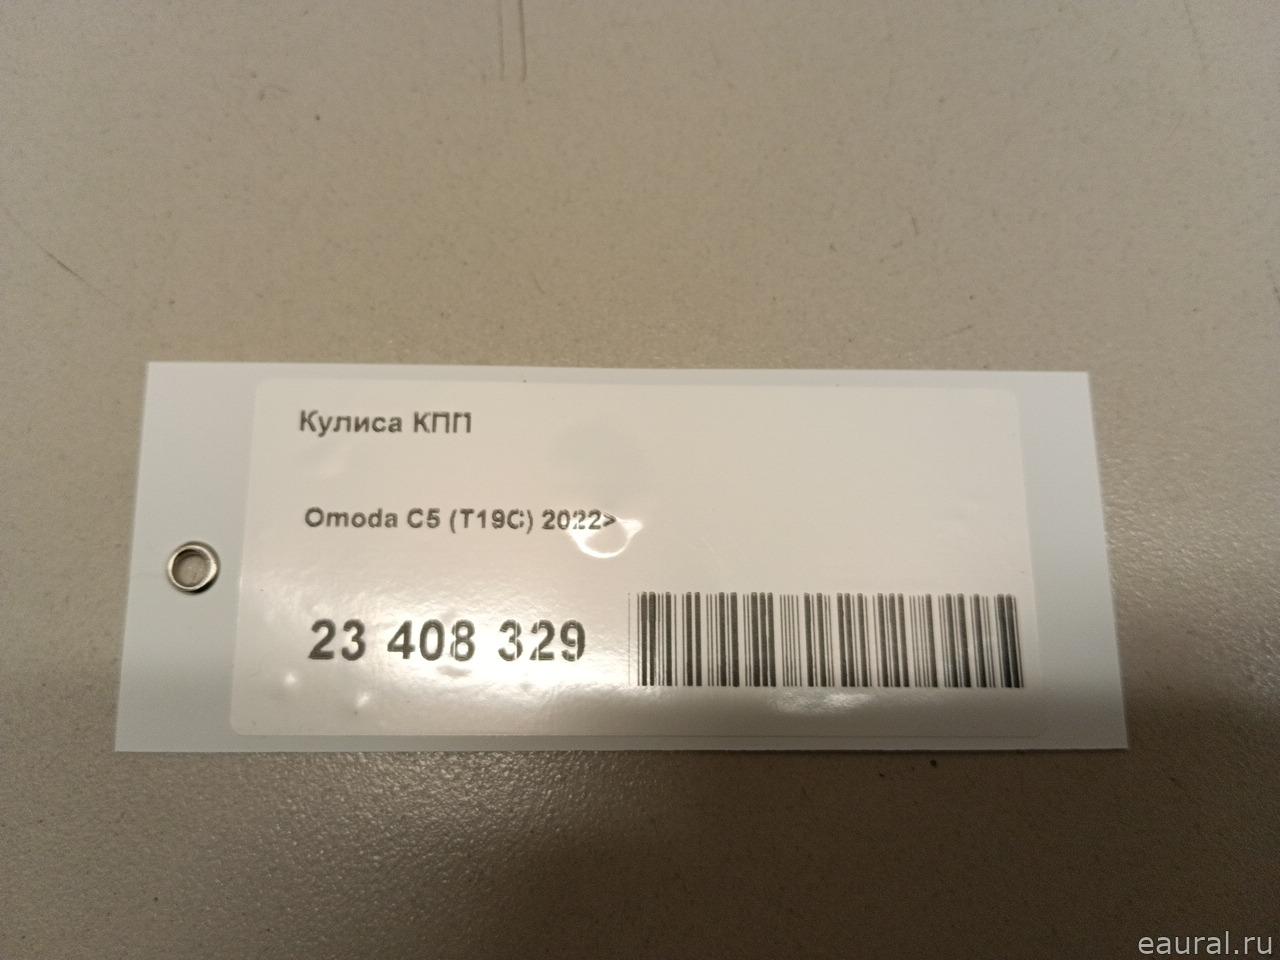 Кулиса КПП
Omoda C5 (T19C) 2022>
23 408 329
eaural.ru